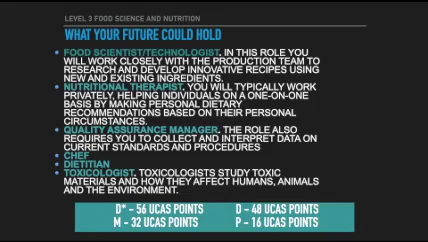 LEVEL 3 FOOD SCIENCE AND NUTRITION
WHAT YOUR FUTURE COULD HOLD
• FOOD SCIENTIST/TECHNOLOGIST. IN THIS ROLE YOU
WILL WORK CLOSELY WITH THE PRODUCTION TEAM TO
RESEARCH AND DEVELOP INNOVATIVE RECIPES USING
NEW AND EXISTING INGREDIENTS.
• NUTRITIONAL THERAPIST. YOU WILL TYPICALLY WORK
PRIVATELY, HELPING INDIVIDUALS ON A ONE-ON-ONE
BASIS BY MAKING PERSONAL DIETARY
RECOMMENDATIONS BASED ON THEIR PERSONAL
CIRCUMSTANCES.
• QUALITY ASSURANCE MANAGER. THE ROLE ALSO
REQUIRES YOU TO COLLECT AND INTERPRET DATA ON
CURRENT STANDARDS AND PROCEDURES
• CHEF
• DIETITIAN
• TOXICOLOGIST. TOXICOLOGISTS STUDY TOXIC
MATERIALS AND HOW THEY AFFECT HUMANS, ANIMALS
AND THE ENVIRONMENT.
D* – 56 UCAS POINTS D – 48 UCAS POINTS
M – 32 UCAS POINTS P – 16 UCAS POINTS